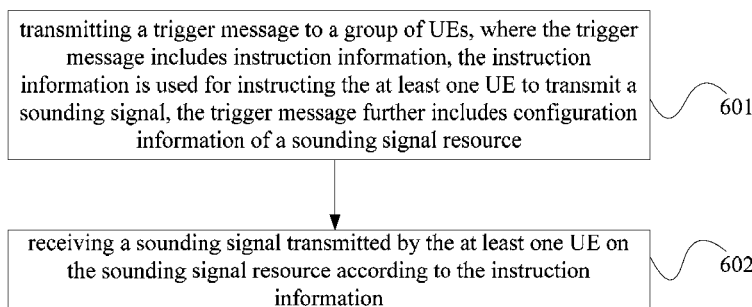 transmitting a trigger message to a group of UEs, where the trigger
message includes instruction information, the instruction
information is used for instructing the at least one UE to transmit a
sounding signal, the trigger message further includes configuration
information of a sounding signal resource
601
receiving a sounding signal transmitted by the at least one UE on
the sounding signal resource according to the instruction
information
602